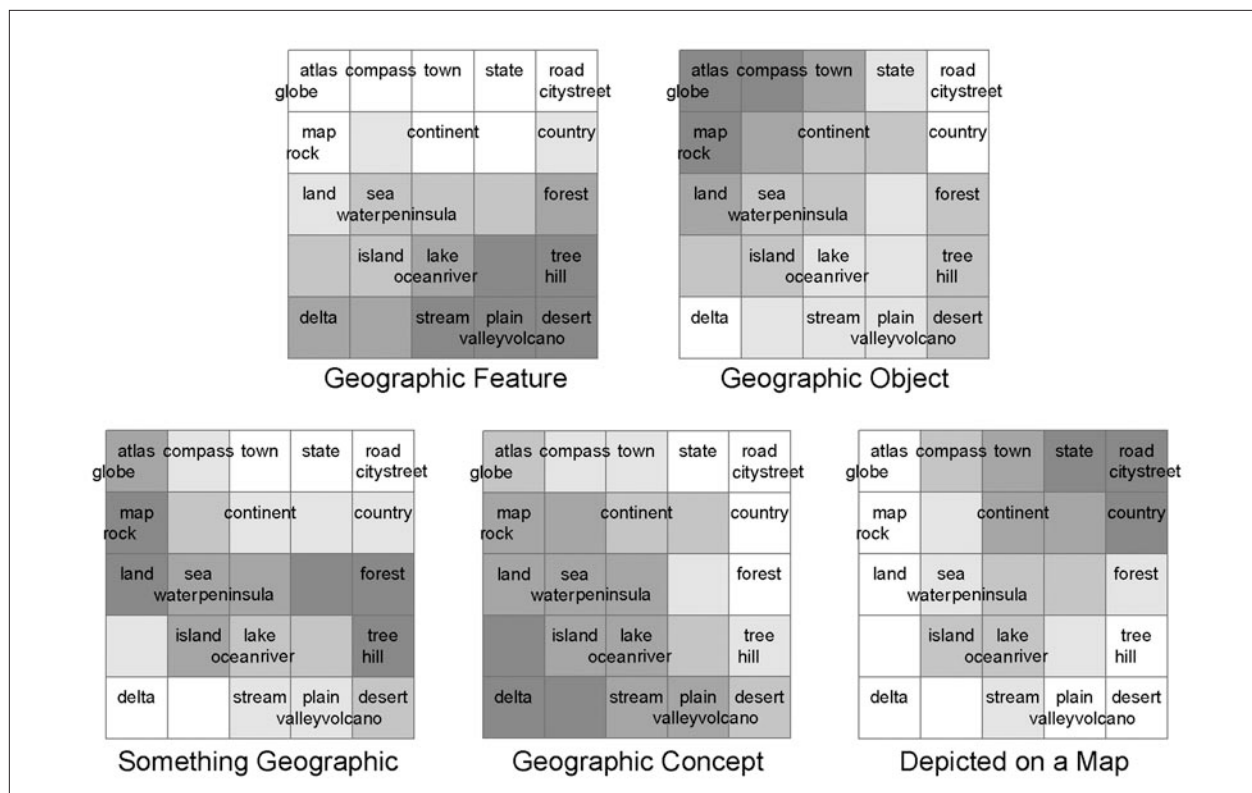 atlas compass town state road
globe citystreet
map continent country
rock
land sea forest
waterpeninsula
island lake tree
oceanriver hill
delta stream plain desert
valleyvolcano
Geographic Feature
atlas compass town state road
globe citystreet
map continent country
rock
land sea forest
waterpeninsula
island lake tree
oceanriver hill
delta stream plain desert
valleyvolcano
Geographic Object
atlas compass town state road
globe citystreet
map continent country
rock
land sea forest
waterpeninsula
island lake tree
oceanriver hill
delta stream plain desert
valleyvolcano
Something Geographic
atlas compass town state road
globe citystreet
map continent country
rock
land sea forest
waterpeninsula
island lake tree
oceanriver hill
delta stream plain desert
valleyvolcano
Geographic Concept
atlas compass town state road
globe citystreet
map continent country
rock
land sea forest
waterpeninsula
island lake tree
oceanriver hill
delta stream plain desert
valleyvolcano
Depicted on a Map